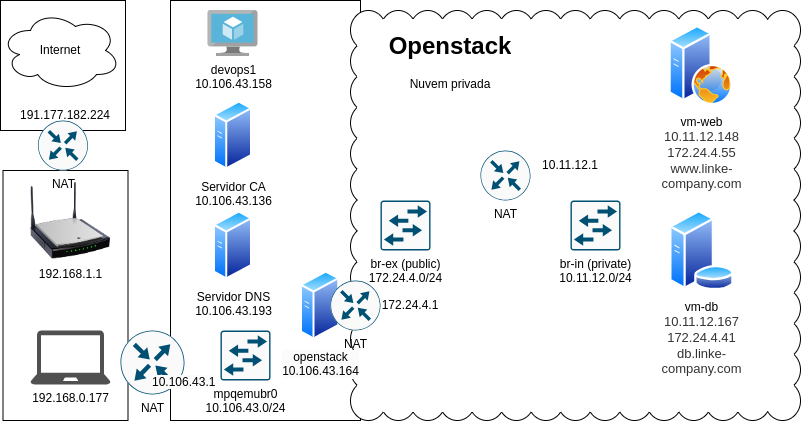 Internet
191.177.182.224
NAT
192.168.1.1
192.168.0.177
10.106.43.1
NAT
devops1
10.106.43.158
Servidor CA
10.106.43.136
Servidor DNS
10.106.43.193
mpqemubr0
10.106.43.0/24
openstack
10.106.43.164
172.24.4.1
NAT
Openstack
Nuvem privada
br-ex (public)
172.24.4.0/24
10.11.12.1
NAT
br-in (private)
10.11.12.0/24
vm-web
10.11.12.148
172.24.4.55
www.linke-
company.com
vm-db
10.11.12.167
172.24.4.41
db.linke-
company.com